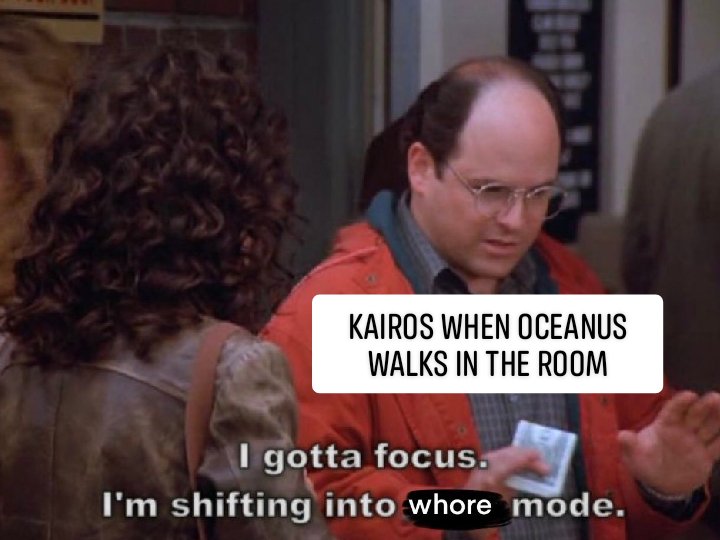 KAIROS WHEN OCEANUS
WALKS IN THE ROOM
I gotta focus.
I'm shifting into whore mode.